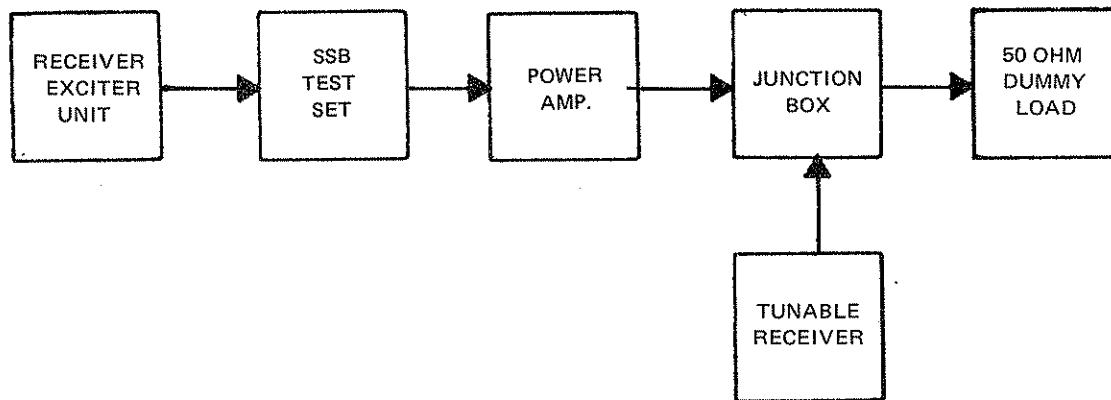 RECEIVER
EXCITER
UNIT
SSB
TEST
SET
POWER
AMP.
JUNCTION
BOX
50 OHM
DUMMY
LOAD
TUNABLE
RECEIVER